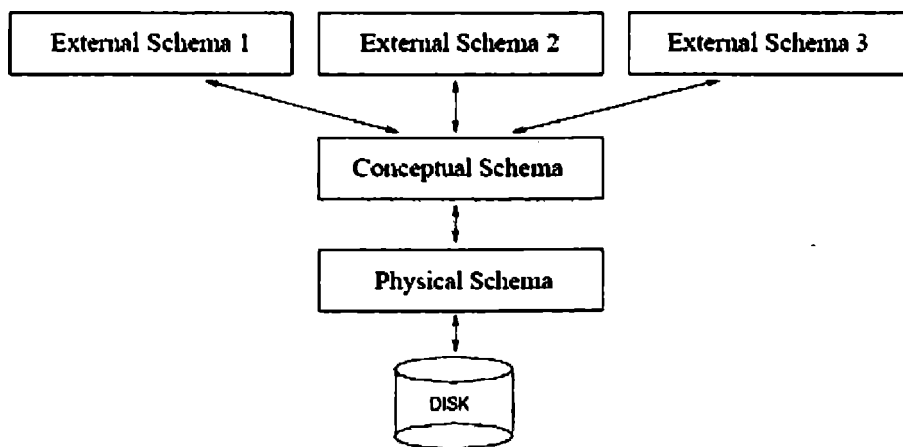 External Schema 1
External Schema 2
External Schema 3
Conceptual Schema
Physical Schema
DISK